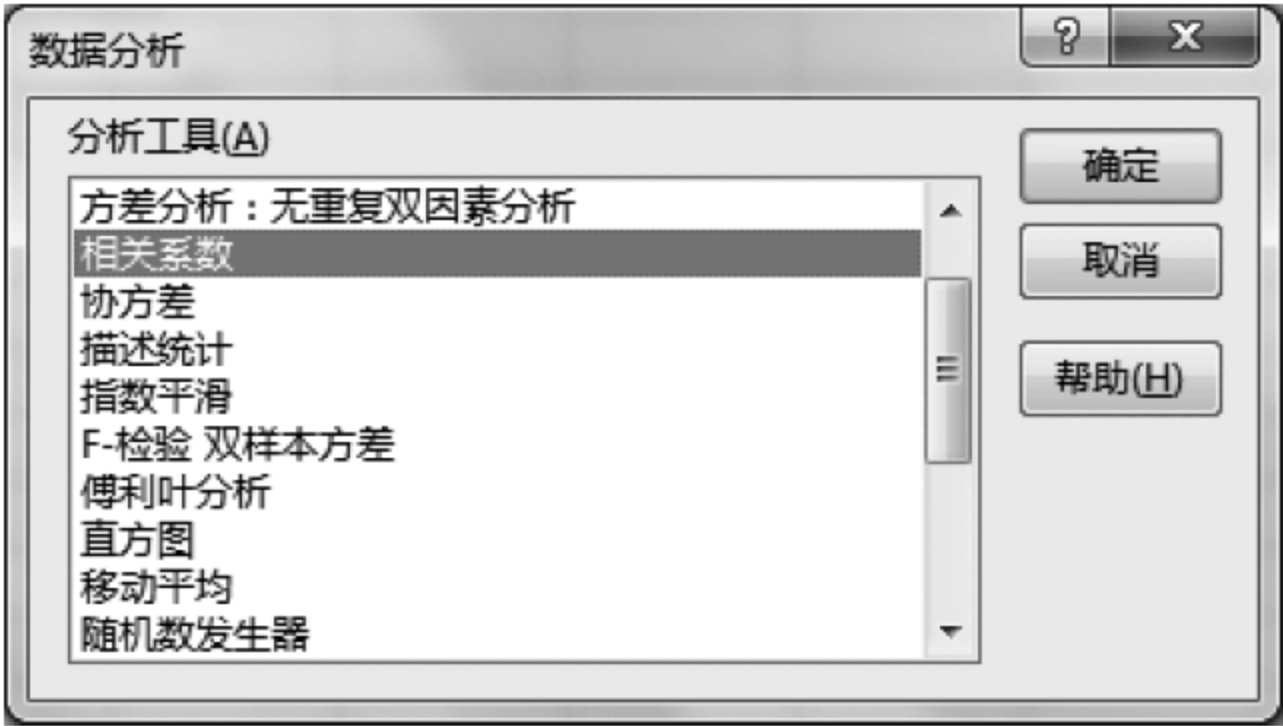 数据分析
分析工具(A)
方差分析：无重复双因素分析
相关系数
协方差
描述统计
指数平滑
F-检验 双样本方差
傅利叶分析
直方图
移动平均
随机数发生器
确定
取消
帮助(H)